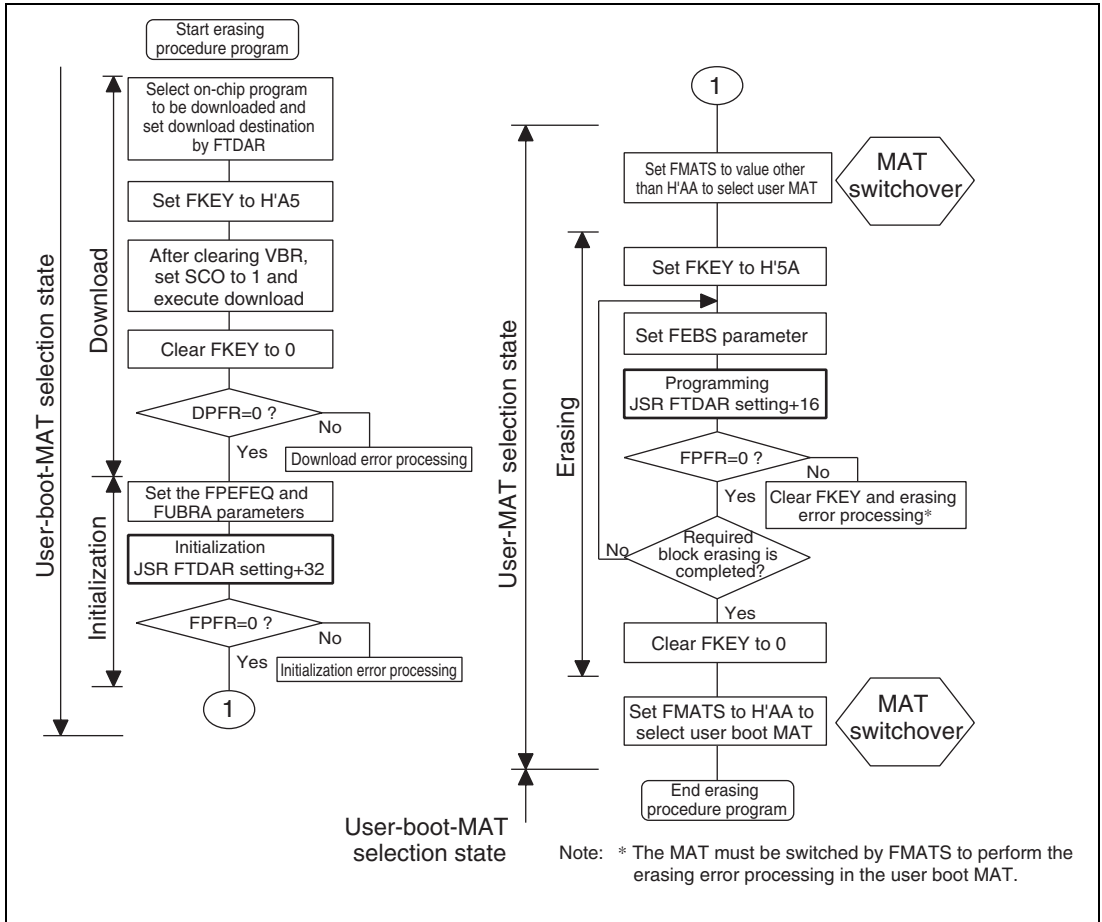 Start erasing
procedure program
User-boot-MAT selection state
Download
Select on-chip program
to be downloaded and
set download destination
by FTDAR
Set FKEY to H'A5
After clearing VBR,
set SCO to 1 and
execute download
Clear FKEY to 0
DPFR=0 ?
No
Yes
Download error processing
Initialization
Set the FPEFEQ and
FUBRA parameters
Initialization
JSR FTDAR setting+32
FPFR=0 ?
No
Yes
Initialization error processing
1
1
User-MAT selection state
Set FMATS to value other
than H'AA to select user MAT
MAT
switchover
Erasing
Set FKEY to H'5A
Set FEBS parameter
Programming
JSR FTDAR setting+16
FPFR=0 ?
No
Yes
Clear FKEY and erasing
error processing*
Required
block erasing is
completed?
No
Yes
Clear FKEY to 0
Set FMATS to H'AA to
select user boot MAT
MAT
switchover
End erasing
procedure program
User-boot-MAT
selection state
Note: * The MAT must be switched by FMATS to perform the
erasing error processing in the user boot MAT.